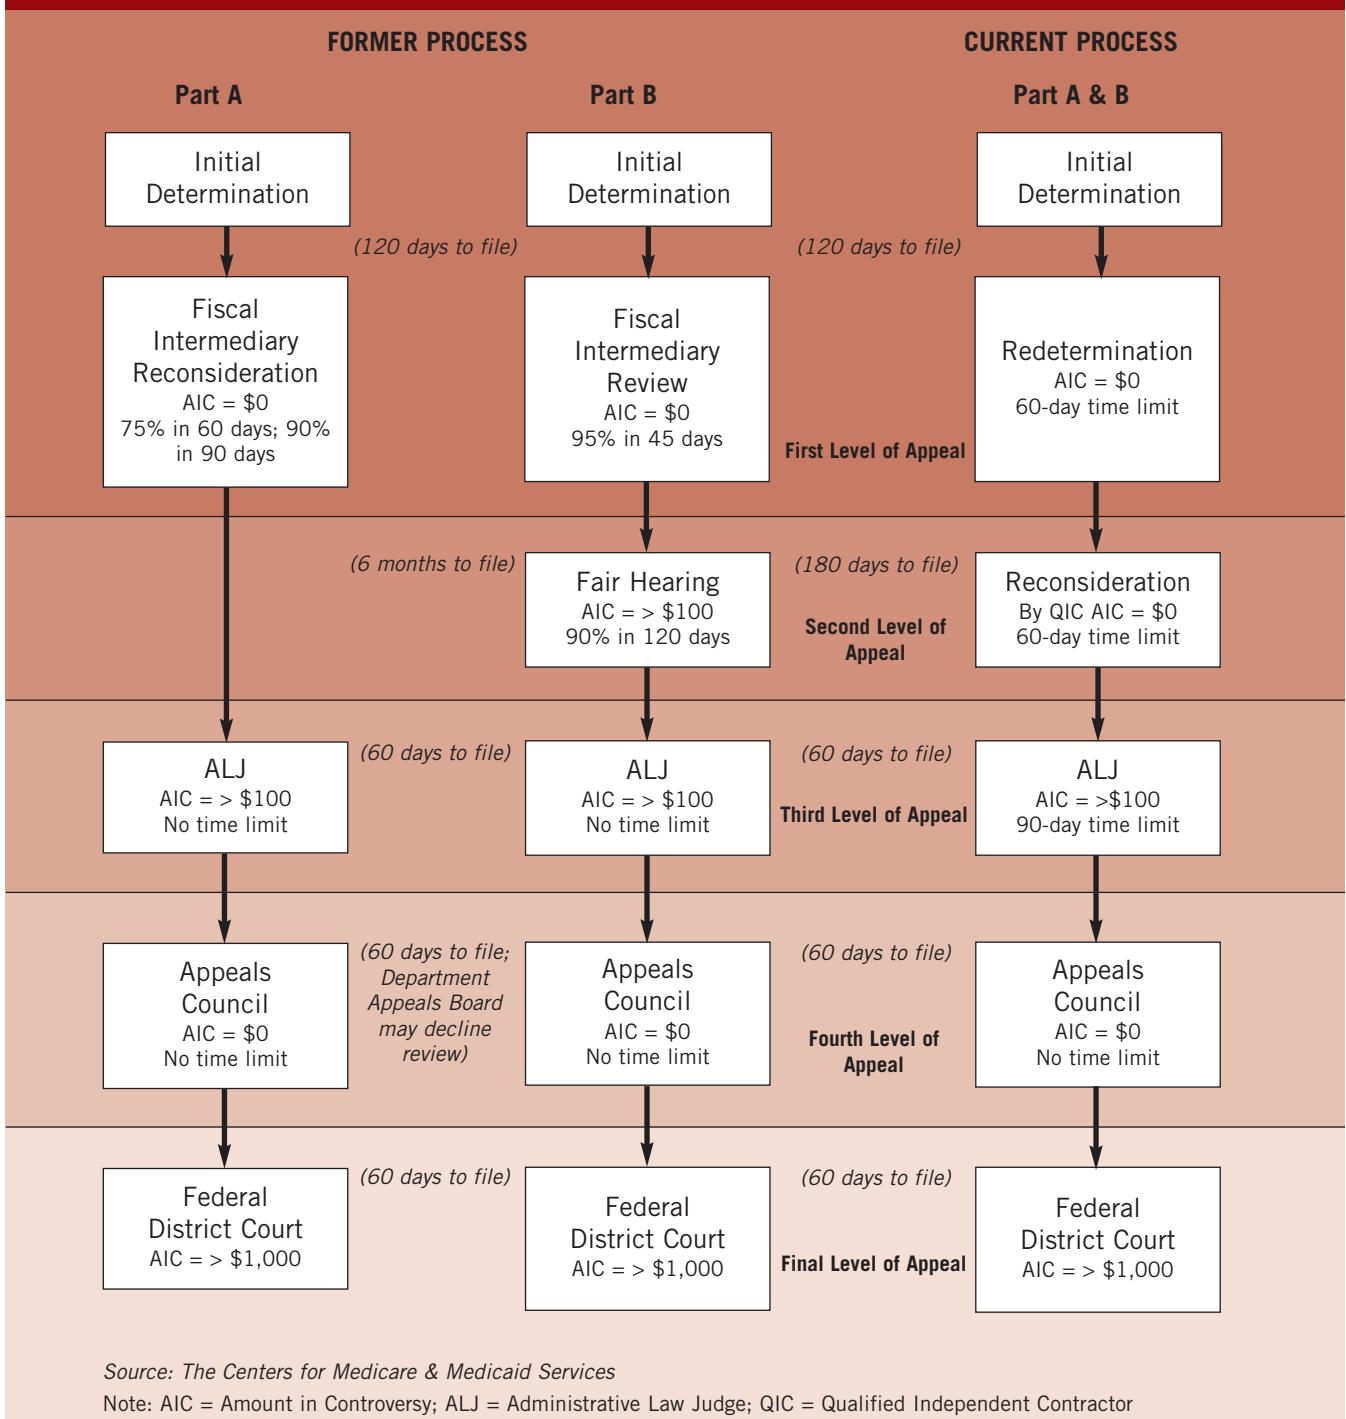 FORMER PROCESS
CURRENT PROCESS
Part A
Part B
Part A & B
Initial
Determination
Initial
Determination
Initial
Determination
(120 days to file)
(120 days to file)
Fiscal
Intermediary
Reconsideration
AIC = $0
75% in 60 days; 90%
in 90 days
Fiscal
Intermediary
Review
AIC = $0
95% in 45 days
First Level of Appeal
Redetermination
AIC = $0
60-day time limit
(6 months to file)
Fair Hearing
AIC = > $100
90% in 120 days
(180 days to file)
Second Level of
Appeal
Reconsideration
By QIC AIC = $0
60-day time limit
ALJ
AIC = > $100
No time limit
(60 days to file)
ALJ
AIC = > $100
No time limit
(60 days to file)
Third Level of Appeal
ALJ
AIC = >$100
90-day time limit
Appeals
Council
AIC = $0
No time limit
(60 days to file;
Department
Appeals Board
may decline
review)
Appeals
Council
AIC = $0
No time limit
(60 days to file)
Fourth Level of
Appeal
Appeals
Council
AIC = $0
No time limit
Federal
District Court
AIC = > $1,000
(60 days to file)
Federal
District Court
AIC = > $1,000
(60 days to file)
Final Level of Appeal
Federal
District Court
AIC = > $1,000
Source: The Centers for Medicare & Medicaid Services
Note: AIC = Amount in Controversy; ALJ = Administrative Law Judge; QIC = Qualified Independent Contractor